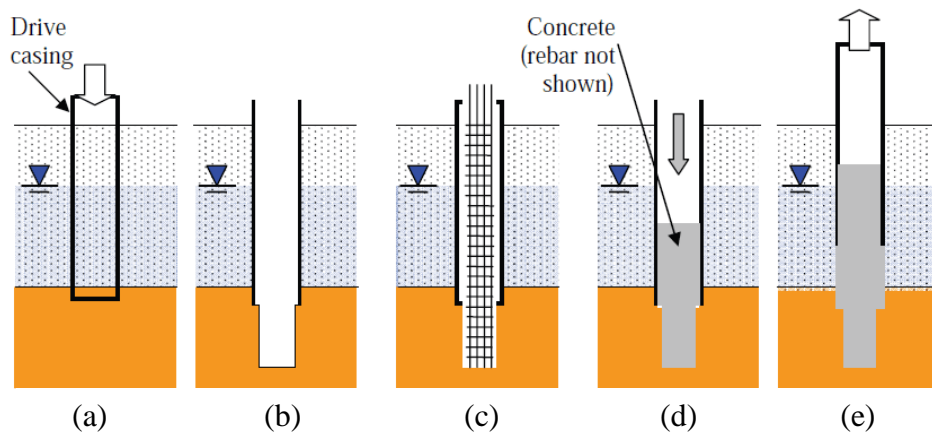 Drive
casing
Concrete
(rebar not
shown)
(a)
(b)
(c)
(d)
(e)